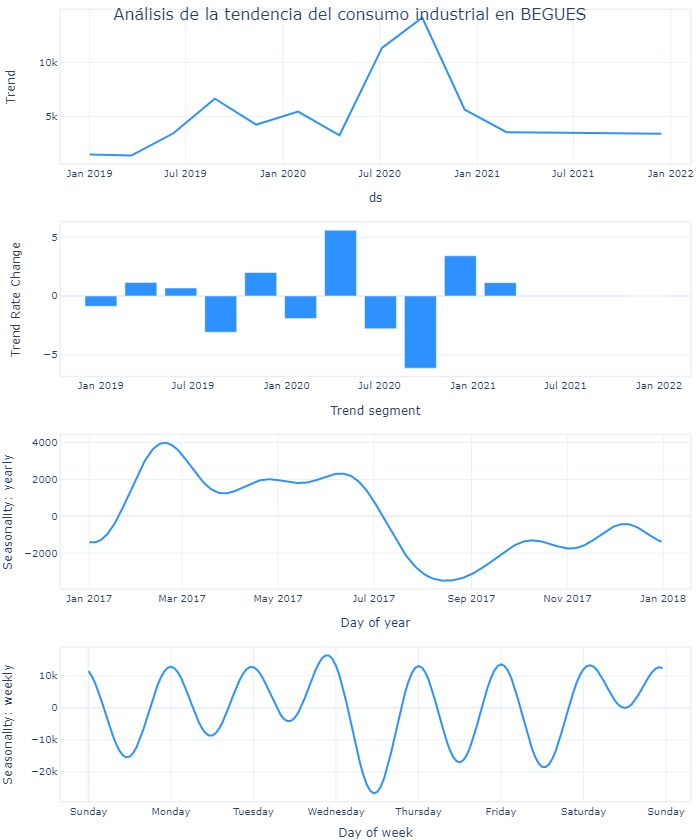 Análisis de la tendencia del consumo industrial en BEGUES
Trend
10k
5k
Jan 2019 Jul 2019 Jan 2020 Jul 2020 Jan 2021 Jul 2021 Jan 2022
ds
Trend Rate Change
5
0
−5
Jan 2019 Jul 2019 Jan 2020 Jul 2020 Jan 2021 Jul 2021 Jan 2022
Trend segment
Seasonality: yearly
4000
2000
0
−2000
Jan 2017 Mar 2017 May 2017 Jul 2017 Sep 2017 Nov 2017 Jan 2018
Day of year
Seasonality: weekly
10k
0
−10k
−20k
Sunday Monday Tuesday Wednesday Thursday Friday Saturday Sunday
Day of week